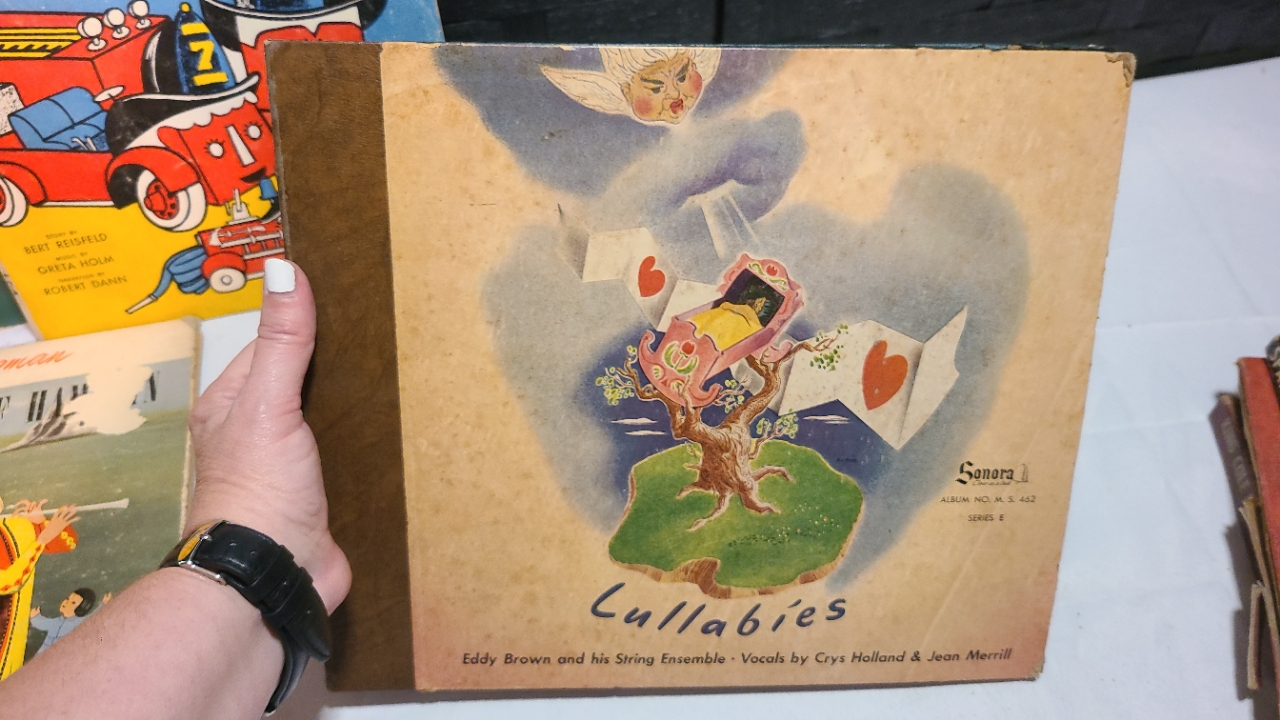 7
STORY BY
BERT REISFELD
MUSIC BY
GRETA HOLM
ROBERT DANN
Sonora
ALBUM NO. M. S. 462
SERIES E
Lullabies
Eddy Brown and his String Ensemble · Vocals by Crys Holland & Jean Merrill